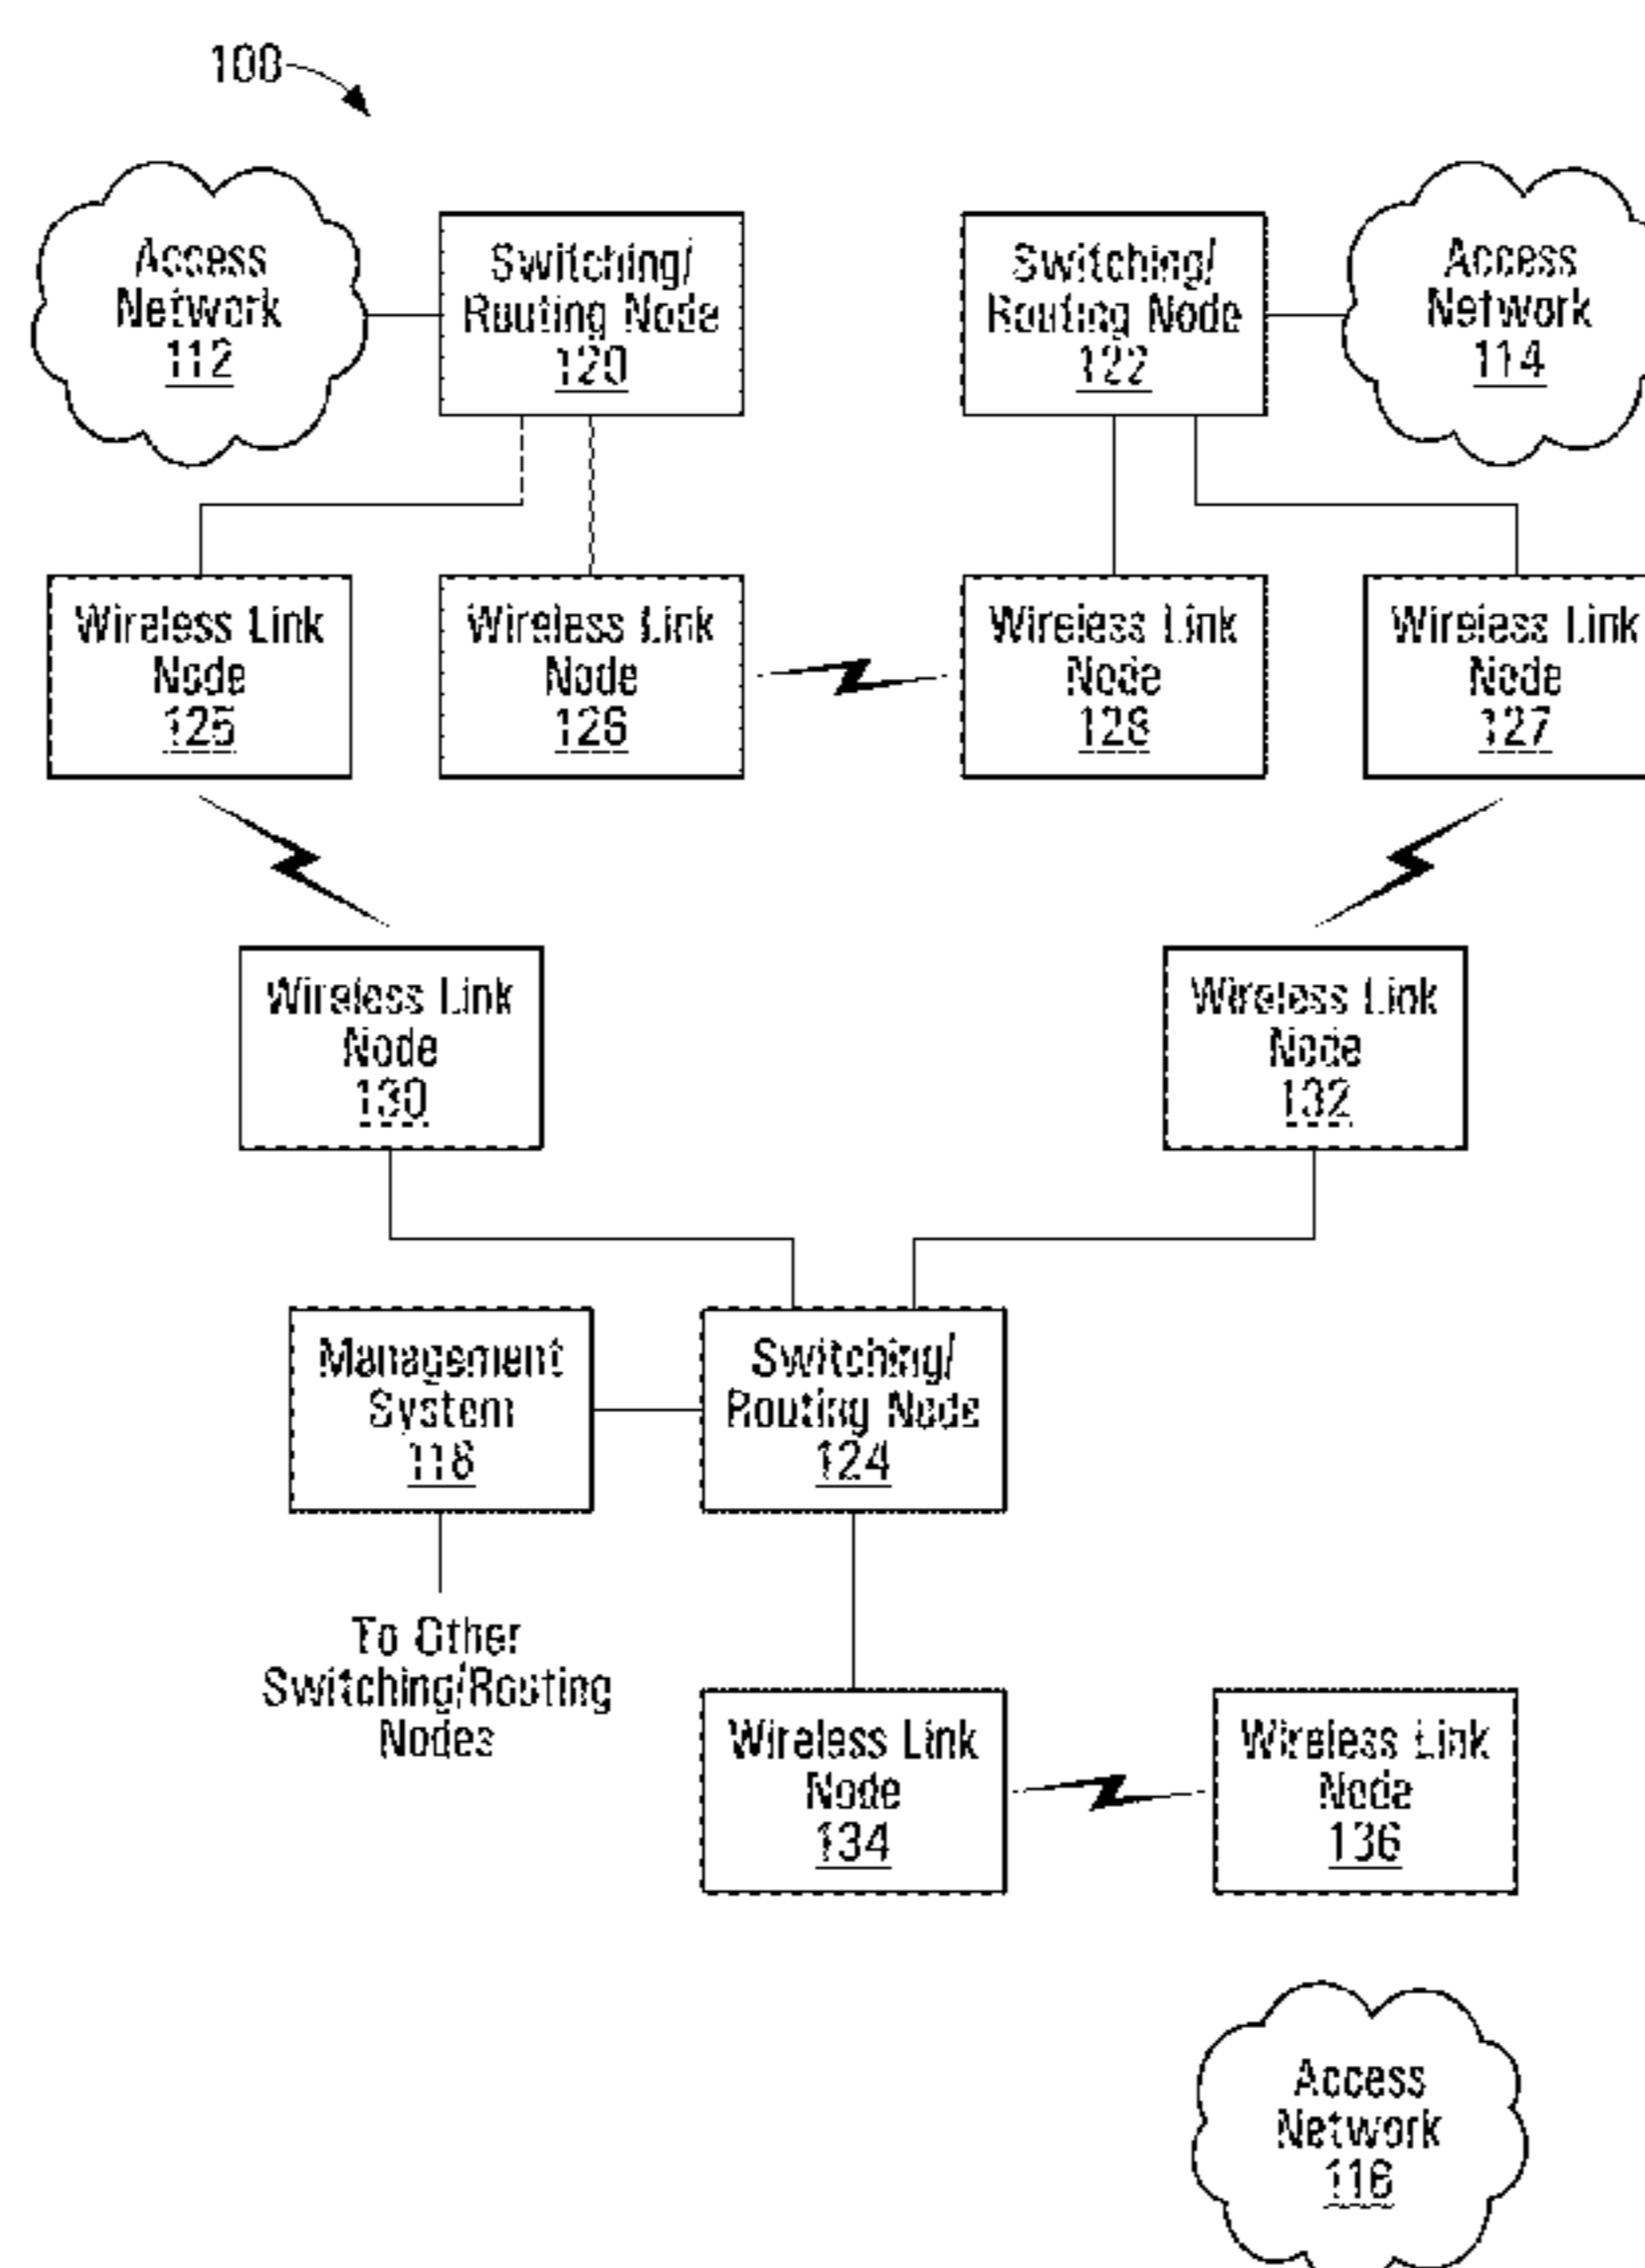 100
Access
Network
112
Switching/
Routing Node
120
Switching/
Routing Node
122
Access
Network
114
Wireless Link
Node
125
Wireless Link
Node
126
Wireless Link
Node
128
Wireless Link
Node
127
Wireless Link
Node
130
Wireless Link
Node
132
Management
System
118
Switching/
Routing Node
124
To Other
Switching/Routing
Nodes
Wireless Link
Node
134
Wireless Link
Node
136
Access
Network
116